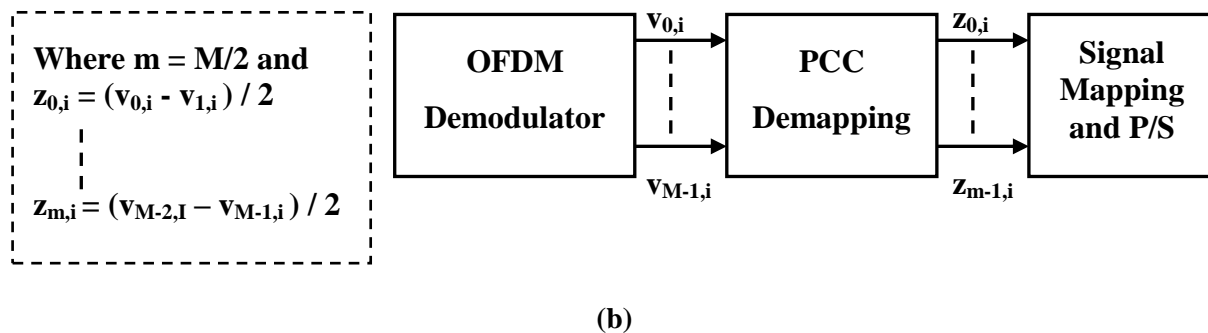 Where m = M/2 and
z0,i = (v0,i - v1,i) / 2
zm,i = (vM-2,I – vM-1,i) / 2
OFDM
Demodulator
v0,i
vM-1,i
PCC
Demapping
z0,i
zm-1,i
Signal
Mapping
and P/S
(b)